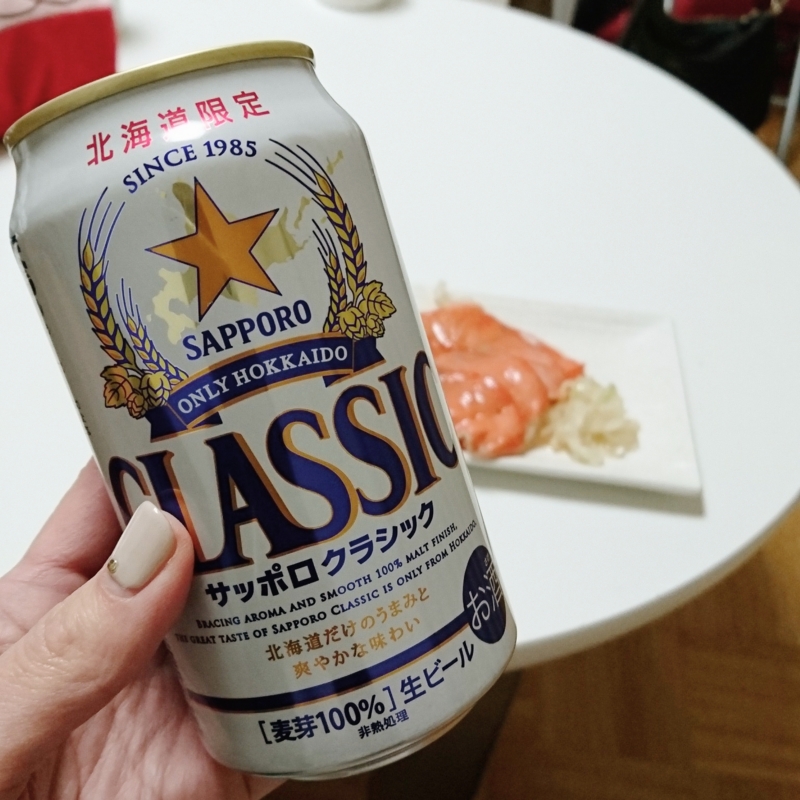 北海道限定
SINCE 1985
SAPPORO
ONLY HOKKAIDO
CLASSIC
サッポロクラシック
BRACING AROMA AND SMOOTH 100% MALT FINISH,
THE GREAT TASTE OF SAPPORO CLASSIC IS ONLY FROM HOKKAIDO.
北海道だけのうまみと
爽やかな味わい
お酒
[麦芽100%]生ビール
非熱処理